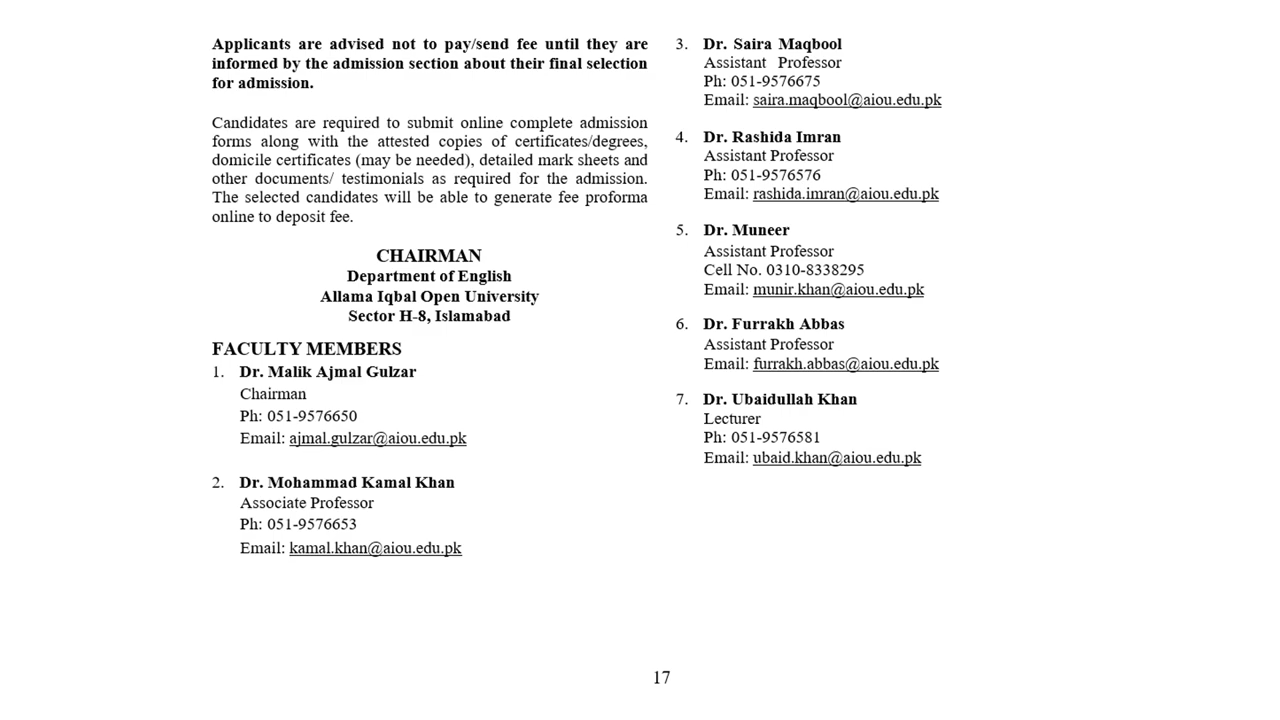 Applicants are advised not to pay/send fee until they are
informed by the admission section about their final selection
for admission.
Candidates are required to submit online complete admission
forms along with the attested copies of certificates/degrees,
domicile certificates (may be needed), detailed mark sheets and
other documents/ testimonials as required for the admission.
The selected candidates will be able to generate fee proforma
online to deposit fee.
CHAIRMAN
Department of English
Allama Iqbal Open University
Sector H-8, Islamabad
FACULTY MEMBERS
1. Dr. Malik Ajmal Gulzar
Chairman
Ph: 051-9576650
Email: ajmal.gulzar@aiou.edu.pk
2. Dr. Mohammad Kamal Khan
Associate Professor
Ph: 051-9576653
Email: kamal.khan@aiou.edu.pk
3. Dr. Saira Maqbool
Assistant Professor
Ph: 051-9576675
Email: saira.maqbool@aiou.edu.pk
4. Dr. Rashida Imran
Assistant Professor
Ph: 051-9576576
Email: rashida.imran@aiou.edu.pk
5. Dr. Muneer
Assistant Professor
Cell No. 0310-8338295
Email: munir.khan@aiou.edu.pk
6. Dr. Furrakh Abbas
Assistant Professor
Email: furrakh.abbas@aiou.edu.pk
7. Dr. Ubaidullah Khan
Lecturer
Ph: 051-9576581
Email: ubaid.khan@aiou.edu.pk
17